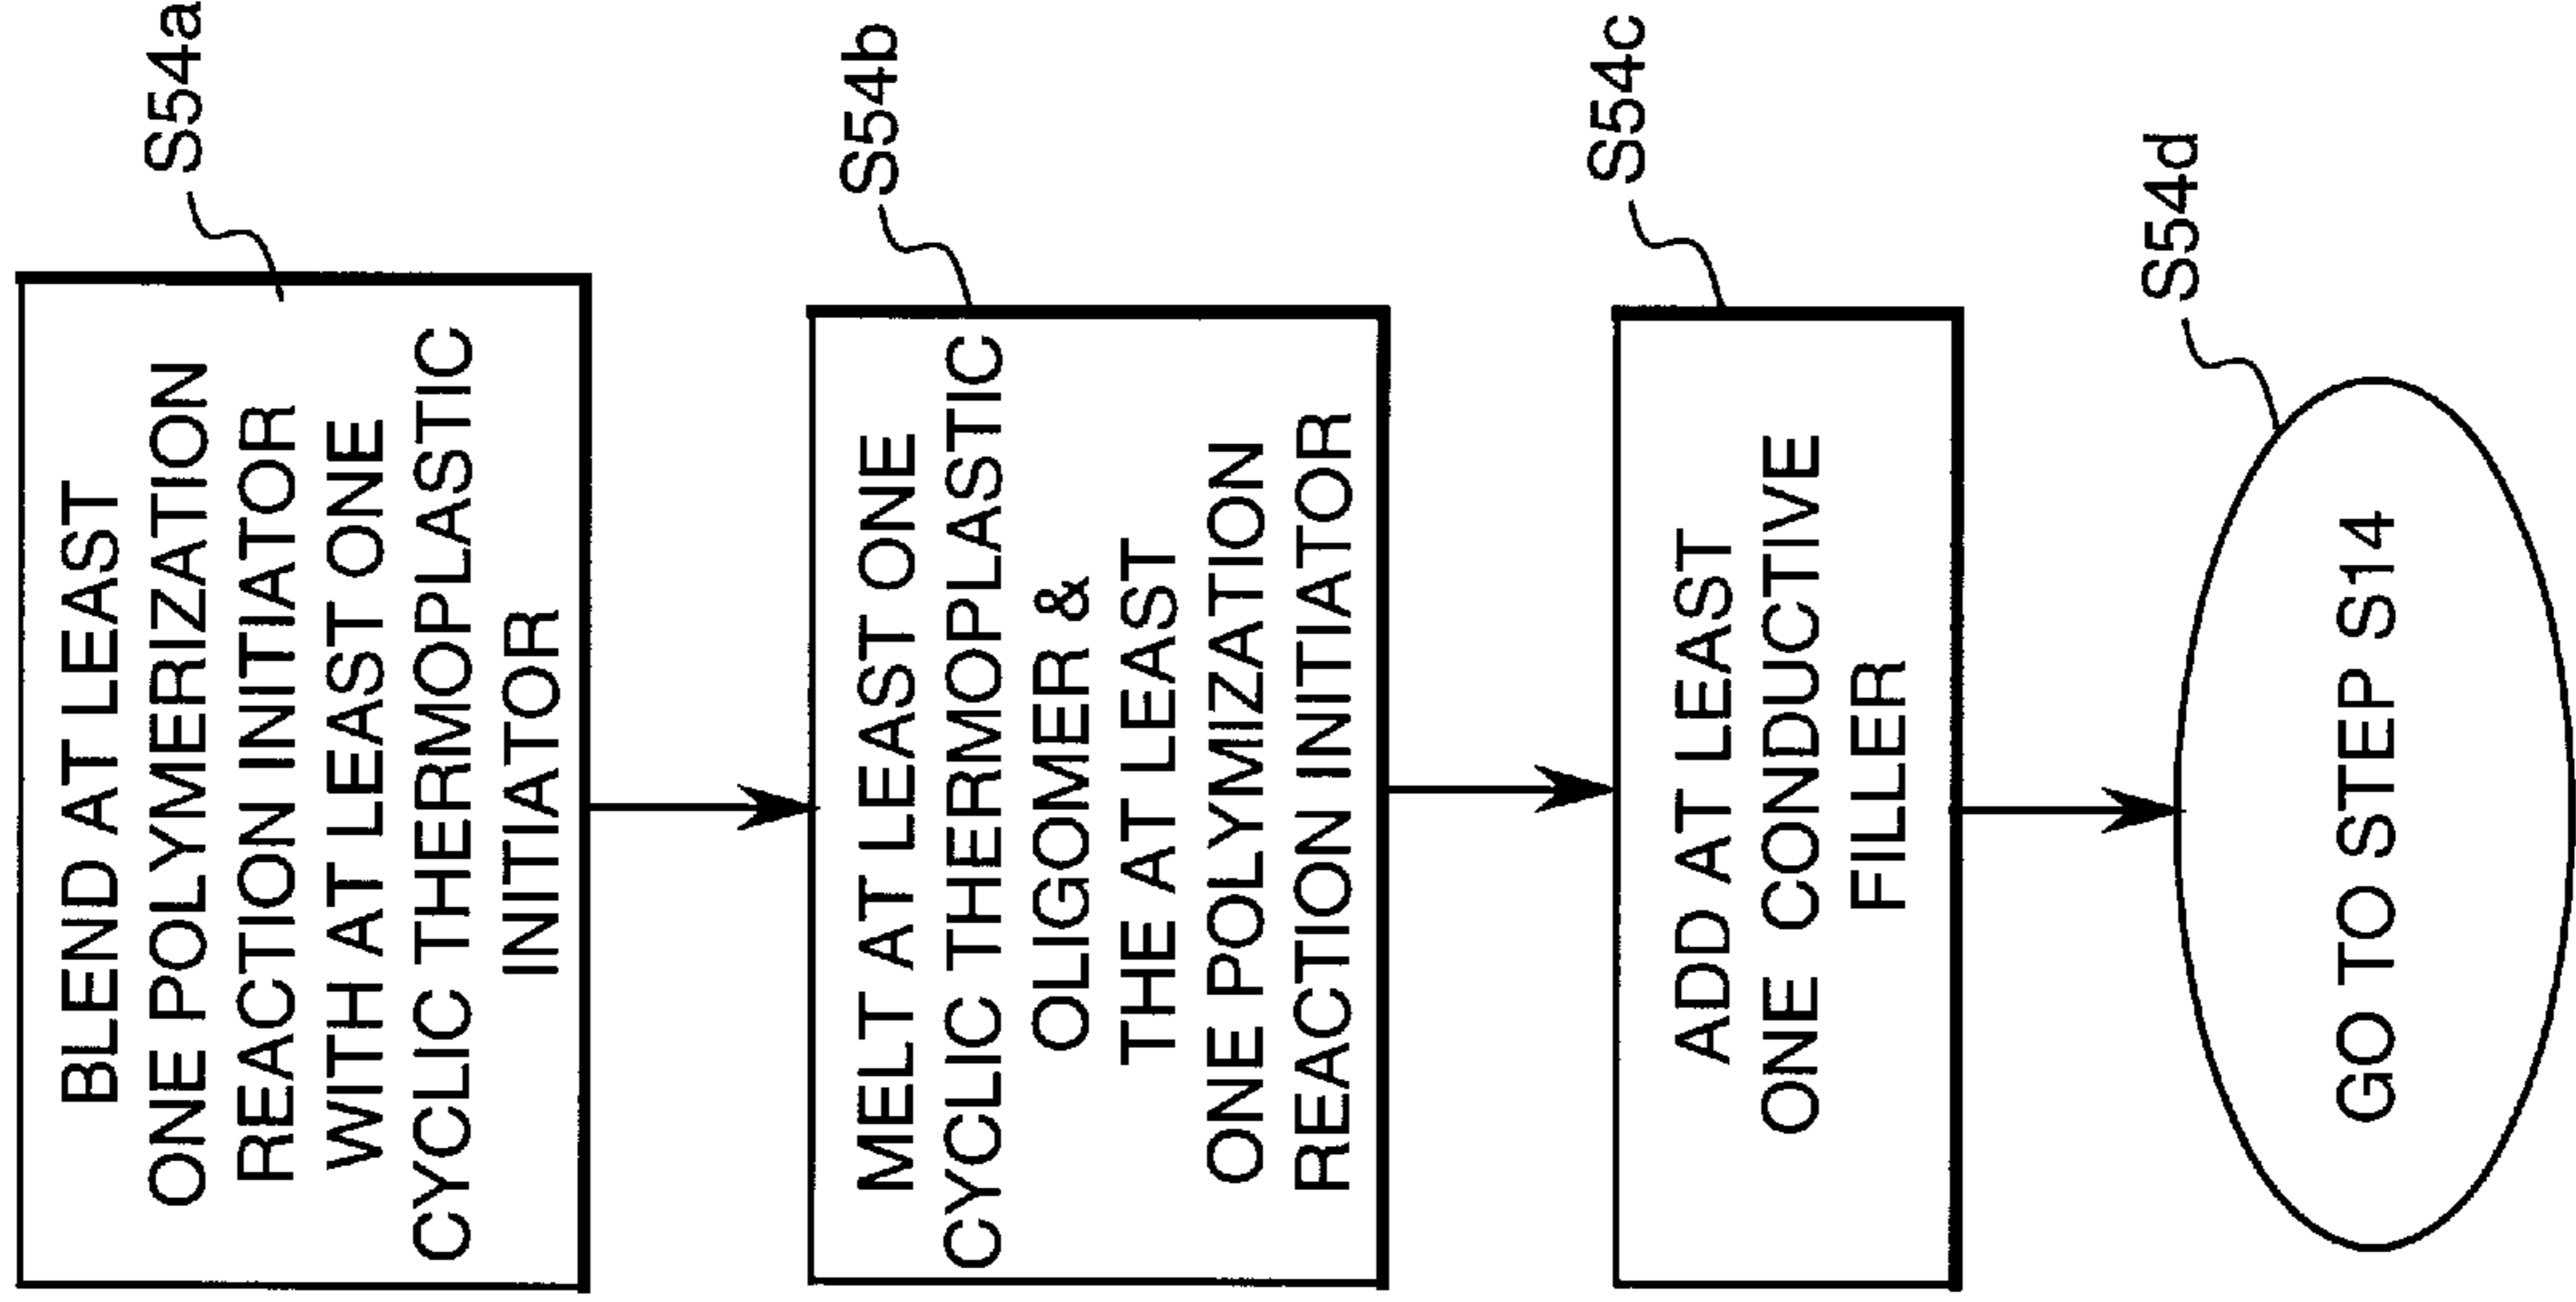 BLEND AT LEAST
ONE POLYMERIZATION
REACTION INITIATOR
WITH AT LEAST ONE
CYCLIC THERMOPLASTIC
INITIATOR
S54a
MELT AT LEAST ONE
CYCLIC THERMOPLASTIC
OLIGOMER &
THE AT LEAST
ONE POLYMIZATION
REACTION INITIATOR
S54b
ADD AT LEAST
ONE CONDUCTIVE
FILLER
S54c
GO TO STEP S14
S54d